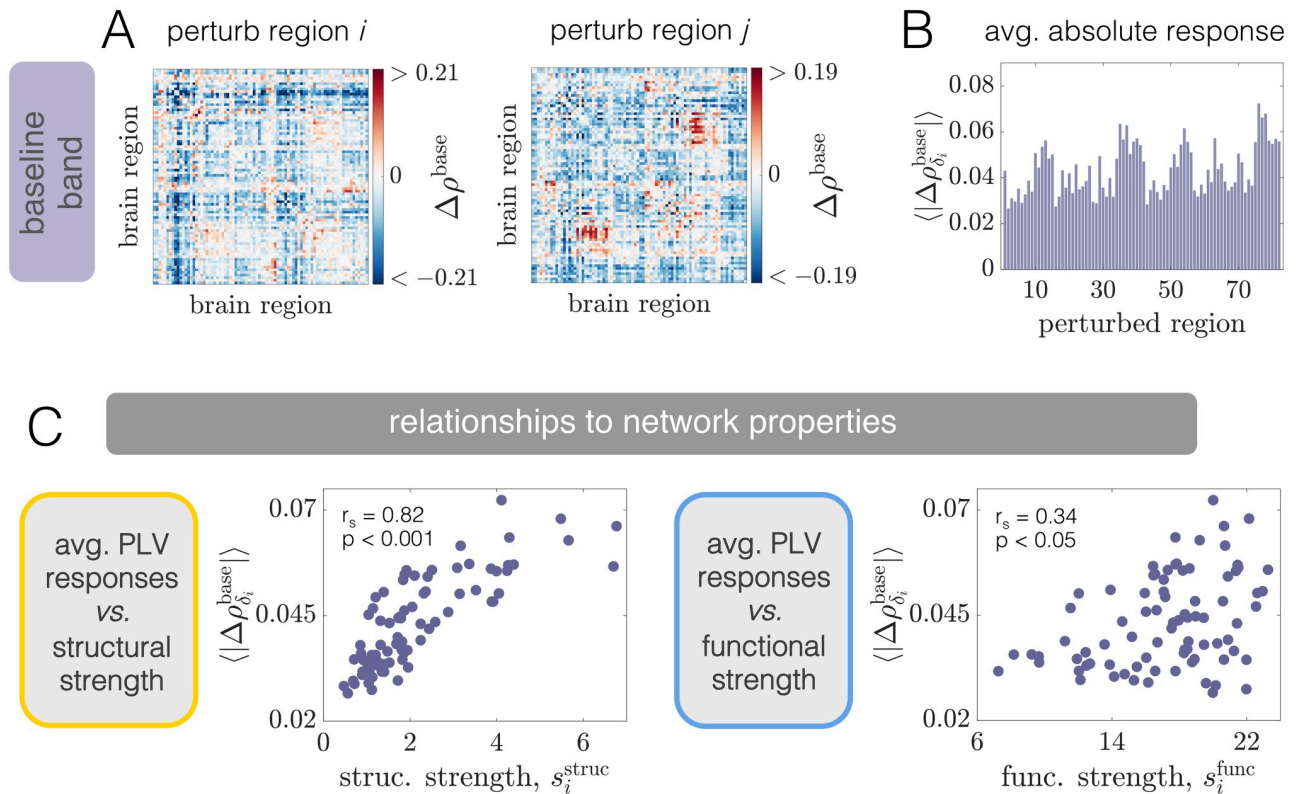 A
perturb region i
perturb region j
B
avg. absolute response
baseline
band
brain region
> 0.21
0
< −0.21
Δρ^base
brain region
brain region
> 0.19
0
< −0.19
Δρ^base
brain region
⟨|Δρ^base_δi|⟩
0.08
0.06
0.04
0.02
0
10 30 50 70
perturbed region
C
relationships to network properties
avg. PLV
responses
vs.
structural
strength
⟨|Δρ^base_δi|⟩
0.07
0.045
0.02
r_s = 0.82
p < 0.001
0 2 4 6
struc. strength, s_i^struc
avg. PLV
responses
vs.
functional
strength
⟨|Δρ^base_δi|⟩
0.07
0.045
0.02
r_s = 0.34
p < 0.05
6 14 22
func. strength, s_i^func